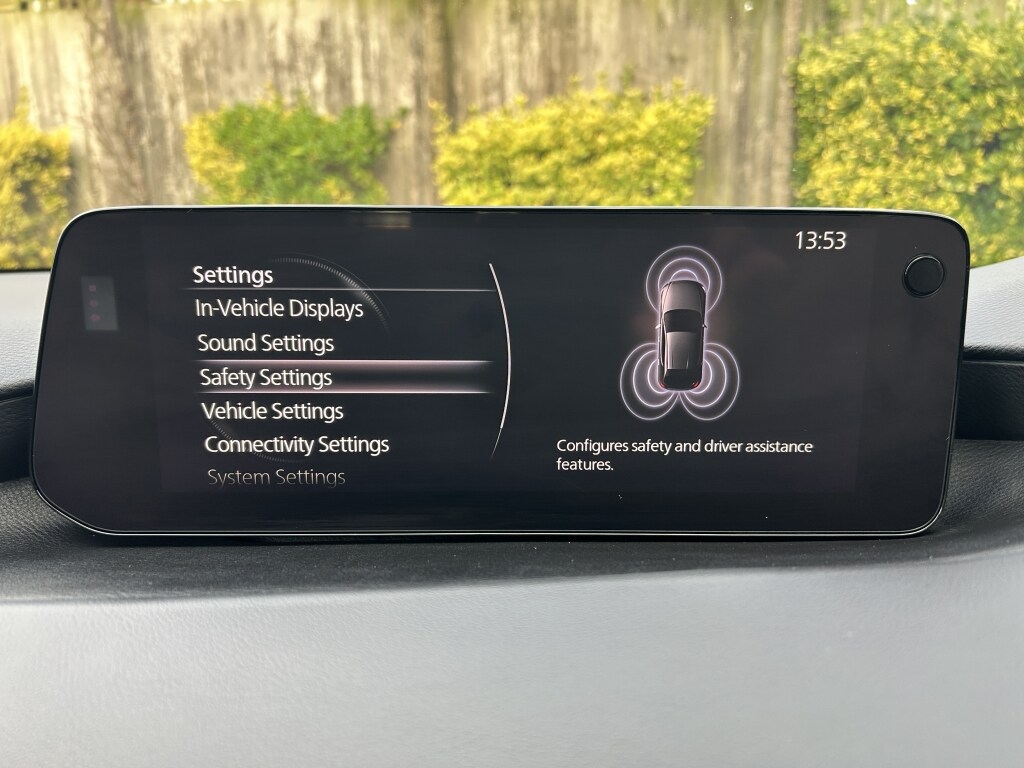 13:53
Settings
In-Vehicle Displays
Sound Settings
Safety Settings
Vehicle Settings
Connectivity Settings
System Settings
Configures safety and driver assistance
features.